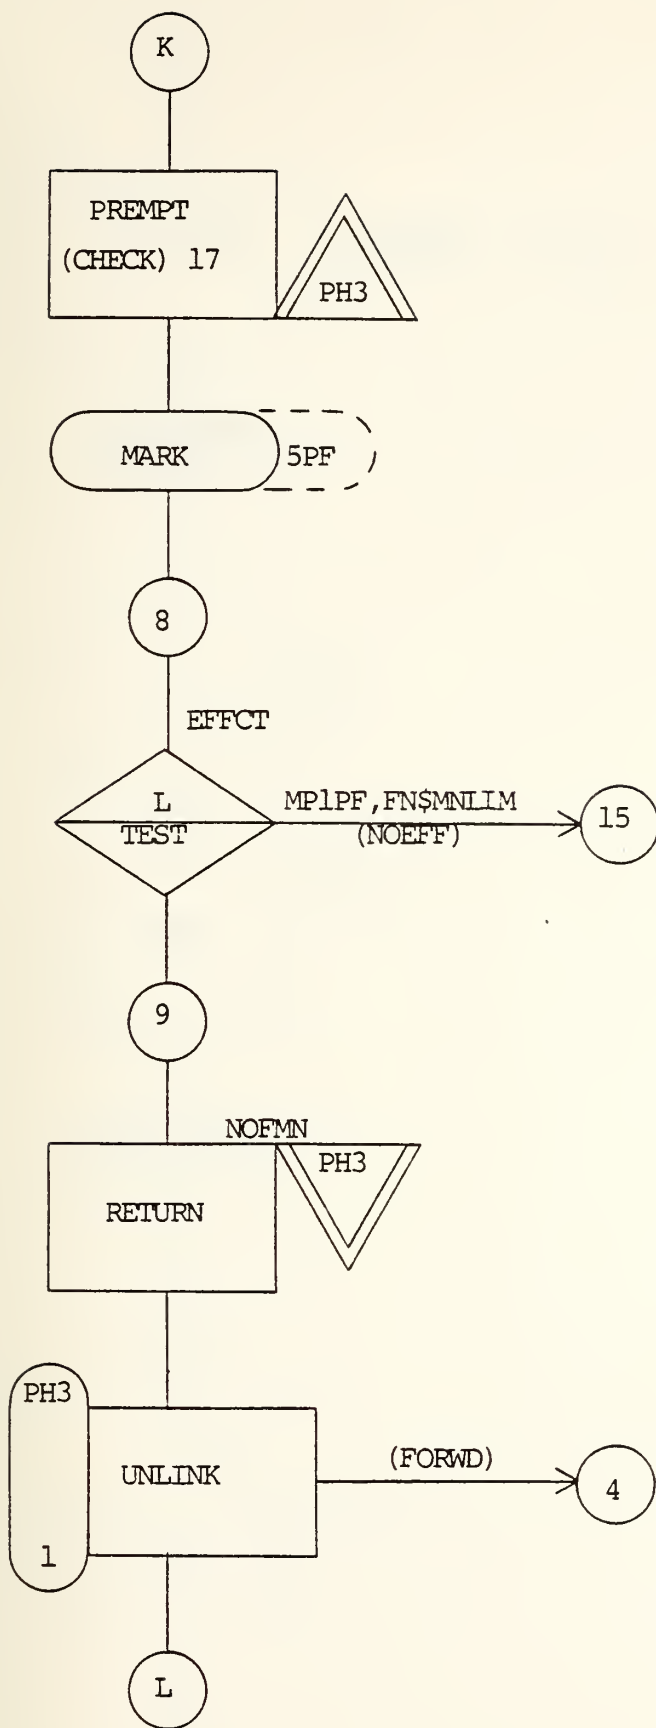 K
PREMPT
(CHECK) 17
PH3
MARK
5PF
8
EFFCT
L
TEST
MP1PF,FN$MNLIM
(NOEFF)
15
9
NOFMN
PH3
RETURN
PH3
UNLINK
1
(FORWD)
4
L